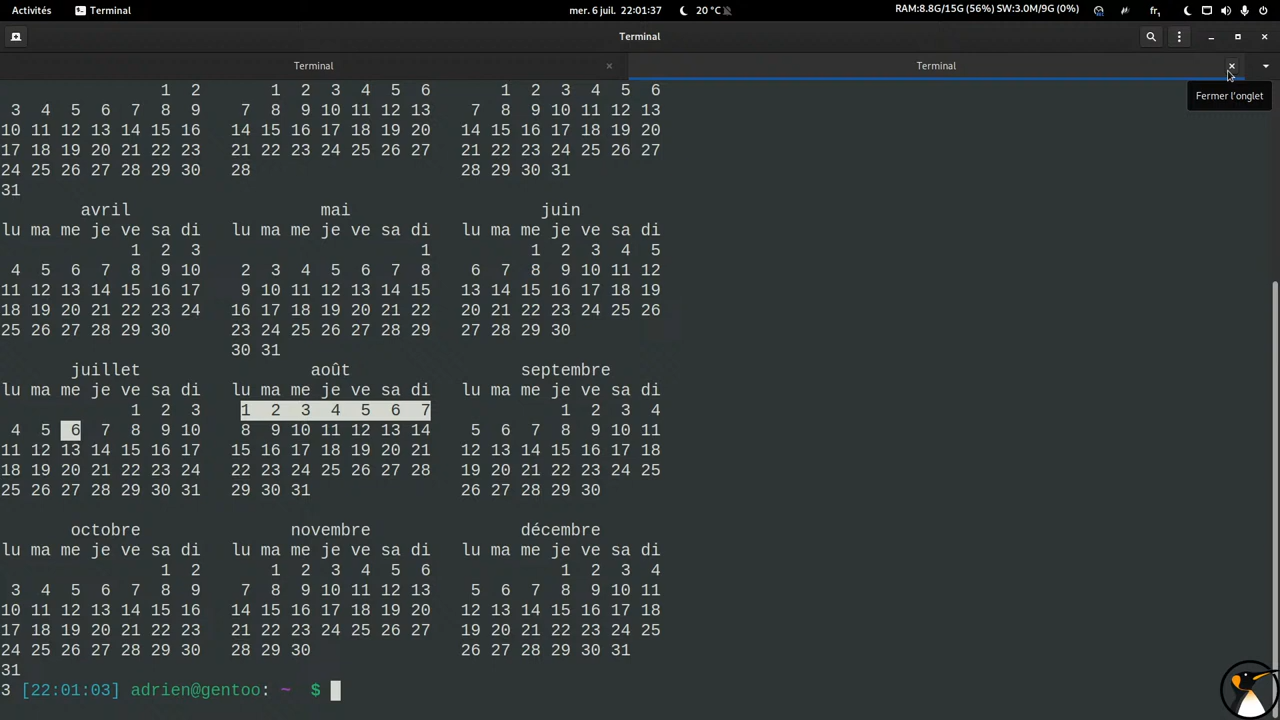 Activités Terminal mer. 6 juil. 22:01:37 20 °C RAM:8.8G/15G (56%) SW:3.0M/9G (0%) fr₁
Terminal
Terminal Terminal
Fermer l'onglet
1 2 1 2 3 4 5 6 1 2 3 4 5 6
3 4 5 6 7 8 9 7 8 9 10 11 12 13 7 8 9 10 11 12 13
10 11 12 13 14 15 16 14 15 16 17 18 19 20 14 15 16 17 18 19 20
17 18 19 20 21 22 23 21 22 23 24 25 26 27 21 22 23 24 25 26 27
24 25 26 27 28 29 30 28 28 29 30 31
31
avril mai juin
lu ma me je ve sa di lu ma me je ve sa di lu ma me je ve sa di
1 2 3 1 1 2 3 4 5
4 5 6 7 8 9 10 2 3 4 5 6 7 8 6 7 8 9 10 11 12
11 12 13 14 15 16 17 9 10 11 12 13 14 15 13 14 15 16 17 18 19
18 19 20 21 22 23 24 16 17 18 19 20 21 22 20 21 22 23 24 25 26
25 26 27 28 29 30 23 24 25 26 27 28 29 27 28 29 30
30 31
juillet août septembre
lu ma me je ve sa di lu ma me je ve sa di lu ma me je ve sa di
1 2 3 1 2 3 4 5 6 7 1 2 3 4
4 5 6 7 8 9 10 8 9 10 11 12 13 14 5 6 7 8 9 10 11
11 12 13 14 15 16 17 15 16 17 18 19 20 21 12 13 14 15 16 17 18
18 19 20 21 22 23 24 22 23 24 25 26 27 28 19 20 21 22 23 24 25
25 26 27 28 29 30 31 29 30 31 26 27 28 29 30
octobre novembre décembre
lu ma me je ve sa di lu ma me je ve sa di lu ma me je ve sa di
1 2 1 2 3 4 5 6 1 2 3 4
3 4 5 6 7 8 9 7 8 9 10 11 12 13 5 6 7 8 9 10 11
10 11 12 13 14 15 16 14 15 16 17 18 19 20 12 13 14 15 16 17 18
17 18 19 20 21 22 23 21 22 23 24 25 26 27 19 20 21 22 23 24 25
24 25 26 27 28 29 30 28 29 30 26 27 28 29 30 31
31
3 [22:01:03] adrien@gentoo: ~ $